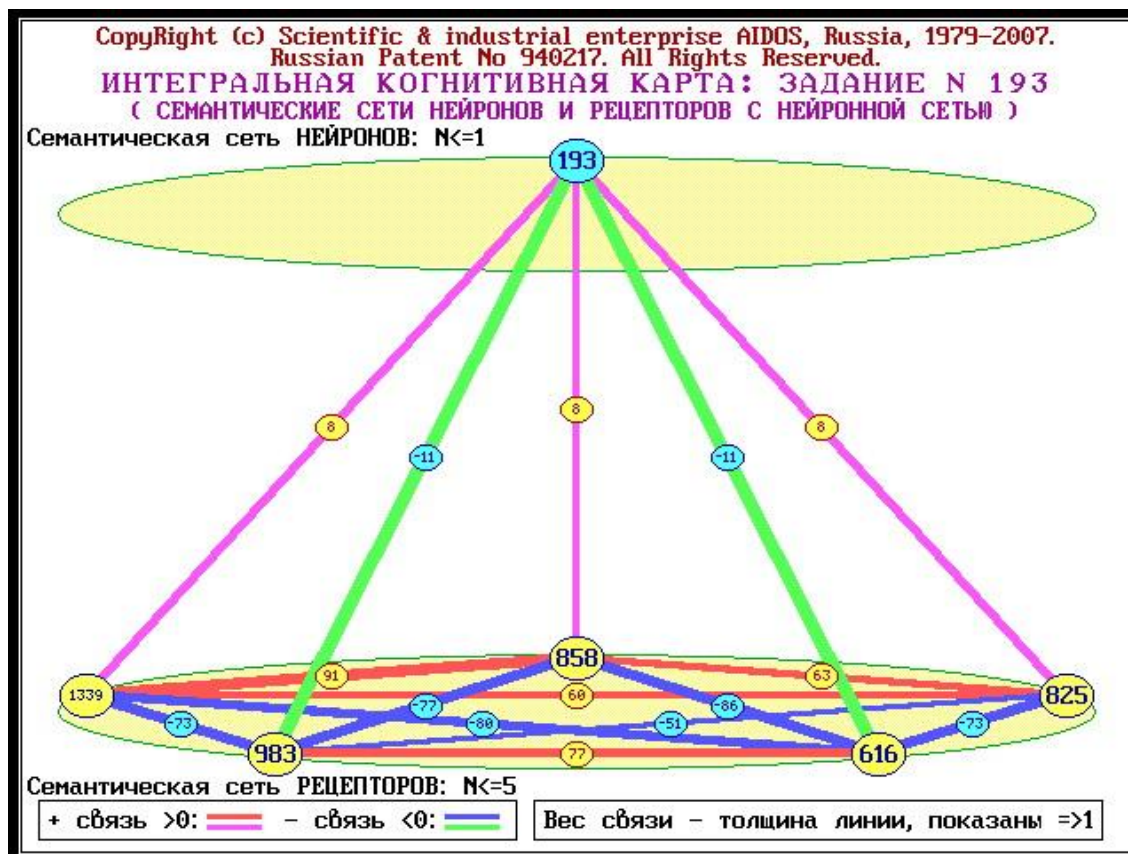 CopyRight (c) Scientific & industrial enterprise AIDOS, Russia, 1979-2007.
Russian Patent No 940217. All Rights Reserved.
ИНТЕГРАЛЬНАЯ КОГНИТИВНАЯ КАРТА: ЗАДАНИЕ N 193
( СЕМАНТИЧЕСКИЕ СЕТИ НЕЙРОНОВ И РЕЦЕПТОРОВ С НЕЙРОННОЙ СЕТЬЮ )
Семантическая сеть НЕЙРОНОВ: N<=1
193
8
8
8
-11
-11
858
91
63
1339
60
825
-77
-86
-73
-80
-51
-73
983
77
616
Семантическая сеть РЕЦЕПТОРОВ: N<=5
+ связь >0: - связь <0:
Вес связи - толщина линии, показаны =>1